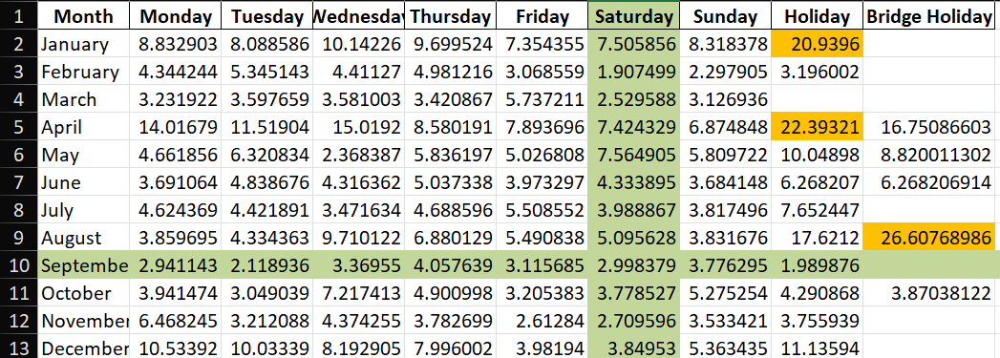 1 Month Monday Tuesday Wednesday Thursday Friday Saturday Sunday Holiday Bridge Holiday
2 January 8.832903 8.088586 10.14226 9.699524 7.354355 7.505856 8.318378 20.9396
3 February 4.344244 5.345143 4.41127 4.981216 3.068559 1.907499 2.297905 3.196002
4 March 3.231922 3.597659 3.581003 3.420867 5.737211 2.529588 3.126936
5 April 14.01679 11.51904 15.0192 8.580191 7.893696 7.424329 6.874848 22.39321 16.75086603
6 May 4.661856 6.320834 2.368387 5.836197 5.026808 7.564905 5.809722 10.04898 8.820011302
7 June 3.691064 4.838676 4.316362 5.037338 3.973297 4.333895 3.684148 6.268207 6.268206914
8 July 4.624369 4.421891 3.471634 4.688596 5.508552 3.988867 3.817496 7.652447
9 August 3.859695 4.334363 9.710122 6.880129 5.490838 5.095628 3.831676 17.6212 26.60768986
10 Septembe 2.941143 2.118936 3.36955 4.057639 3.115685 2.998379 3.776295 1.989876
11 October 3.941474 3.049039 7.217413 4.900998 3.205383 3.778527 5.275254 4.290868 3.87038122
12 November 6.468245 3.212088 4.374255 3.782699 2.61284 2.709596 3.533421 3.755939
13 December 10.53392 10.03339 8.192905 7.996002 3.98194 3.84953 5.363435 11.13594